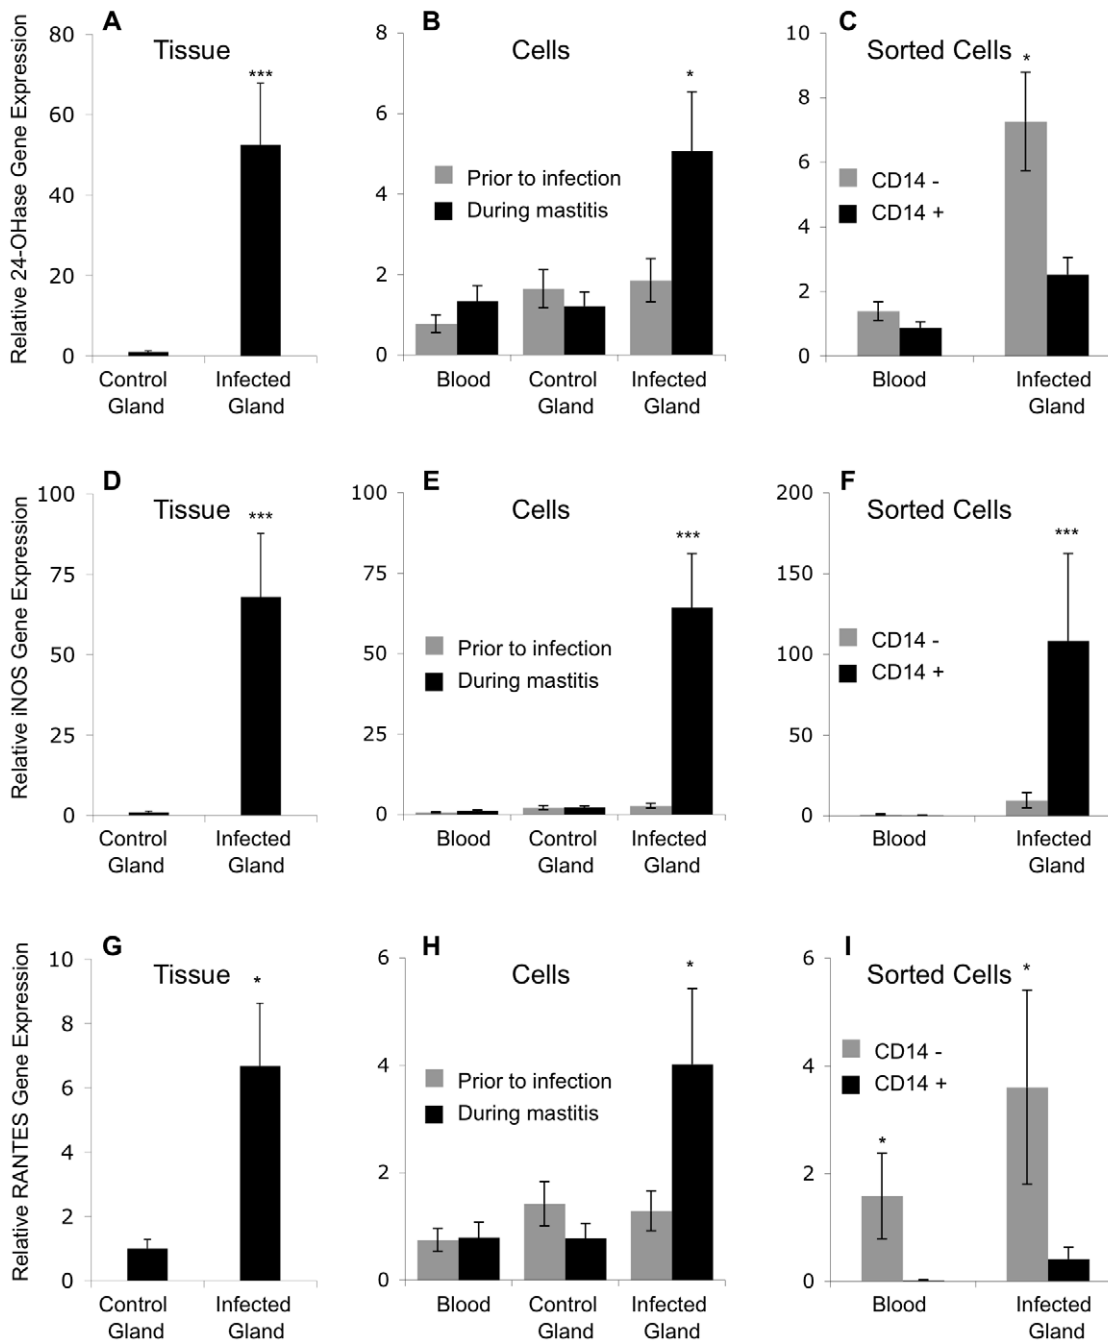 Relative 24-OHase Gene Expression
A
Tissue
80
60
40
20
0
***
Control
Gland
Infected
Gland
B
Cells
8
6
4
2
0
*
Prior to infection
During mastitis
Blood
Control
Gland
Infected
Gland
C
Sorted Cells
10
8
6
4
2
0
*
CD14 -
CD14 +
Blood
Infected
Gland
Relative iNOS Gene Expression
D
Tissue
100
75
50
25
0
***
Control
Gland
Infected
Gland
E
Cells
100
75
50
25
0
***
Prior to infection
During mastitis
Blood
Control
Gland
Infected
Gland
F
Sorted Cells
200
150
100
50
0
***
CD14 -
CD14 +
Blood
Infected
Gland
Relative RANTES Gene Expression
G
Tissue
10
8
6
4
2
0
*
Control
Gland
Infected
Gland
H
Cells
6
4
2
0
*
Prior to infection
During mastitis
Blood
Control
Gland
Infected
Gland
I
Sorted Cells
6
4
2
0
*
*
CD14 -
CD14 +
Blood
Infected
Gland